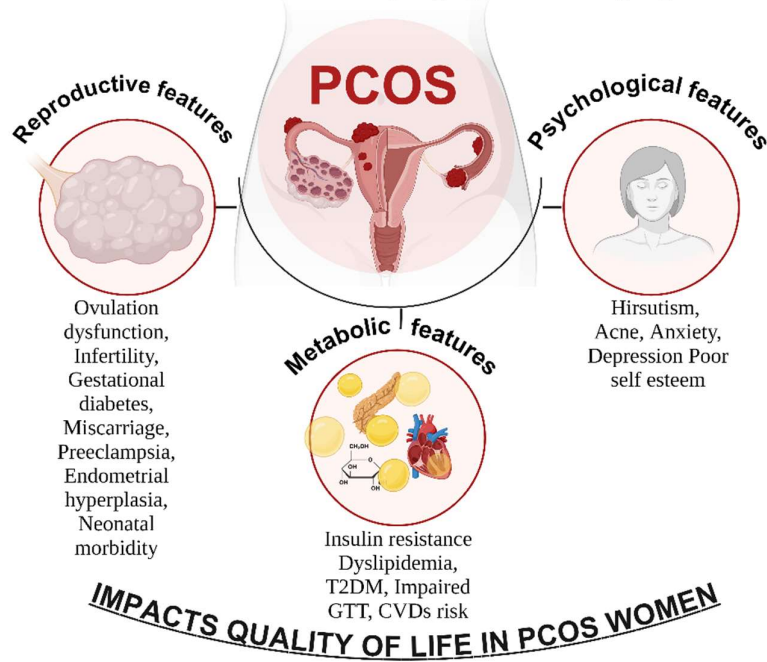 PCOS
Reproductive features
Ovulation
dysfunction,
Infertility,
Gestational
diabetes,
Miscarriage,
Preeclampsia,
Endometrial
hyperplasia,
Neonatal
morbidity
Metabolic features
CH₂OH
O
OH
OH
OH
Insulin resistance
Dyslipidemia,
T2DM, Impaired
GTT, CVDs risk
Psychological features
Hirsutism,
Acne, Anxiety,
Depression Poor
self esteem
IMPACTS QUALITY OF LIFE IN PCOS WOMEN